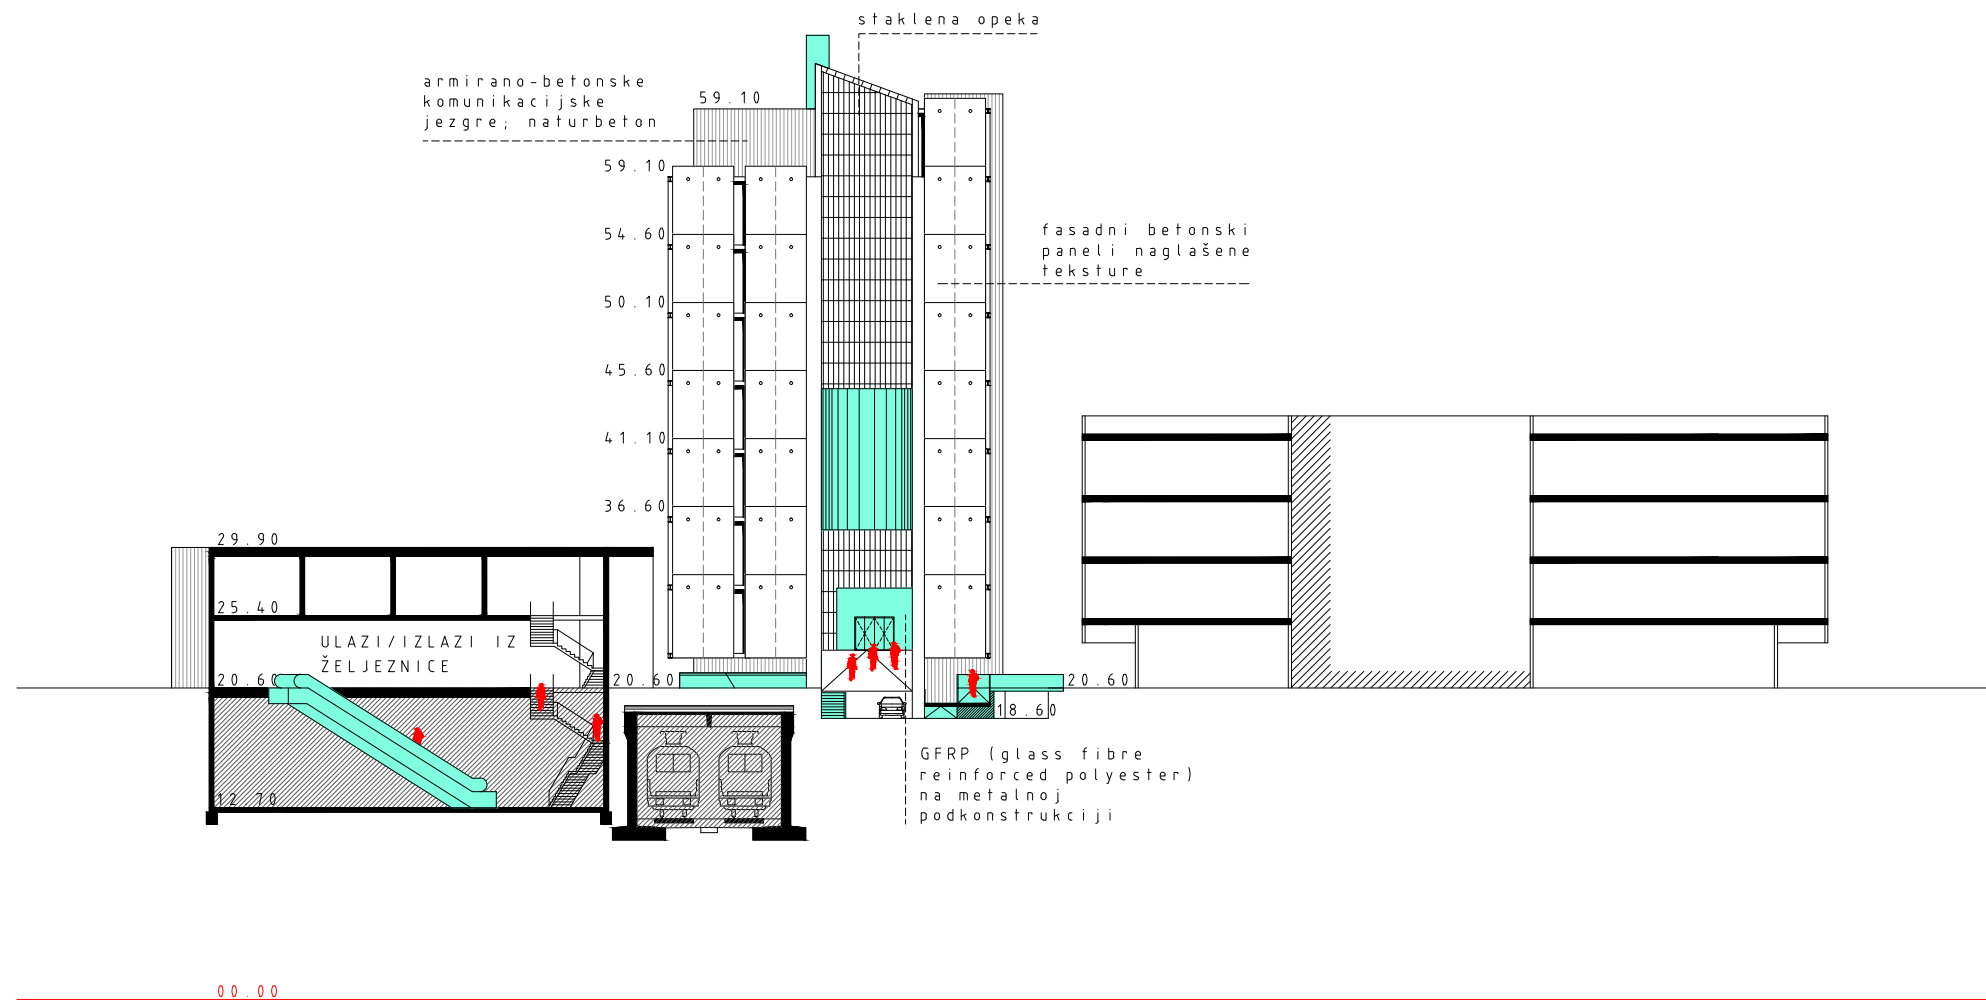 staklena opeka
armirano-betonske
komunikacijske
jezgre; naturbeton
59.10
59.10
54.60
fasadni betonski
paneli naglašene
teksture
50.10
45.60
41.10
36.60
29.90
25.40
ULAZI/IZLAZI IZ
ŽELJEZNICE
20.60
20.60
20.60
18.60
GFRP (glass fibre
reinforced polyester)
na metalnoj
podkonstrukciji
12.70
00.00